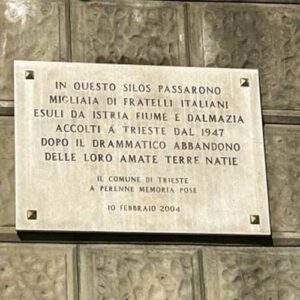 IN QUESTO SILOS PASSARONO
MIGLIAIA DI FRATELLI ITALIANI
ESULI DA ISTRIA FIUME E DALMAZIA
ACCOLTI A TRIESTE DAL 1947
DOPO IL DRAMMATICO ABBANDONO
DELLE LORO AMATE TERRE NATIE
IL COMUNE DI TRIESTE
A PERENNE MEMORIA POSE
10 FEBBRAIO 2004